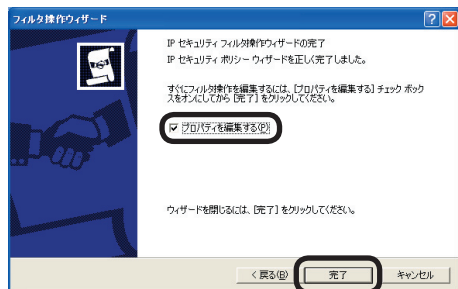 フィルタ操作ウィザード
IP セキュリティ フィルタ操作ウィザードの完了
IP セキュリティ ポリシー ウィザードを正しく完了しました。
すぐにフィルタ操作を編集するには、[プロパティを編集する] チェック ボック
スをオンにしてから [完了] をクリックしてください。
プロパティを編集する(P)
ウィザードを閉じるには、[完了] をクリックしてください。
< 戻る(B)
完了
キャンセル